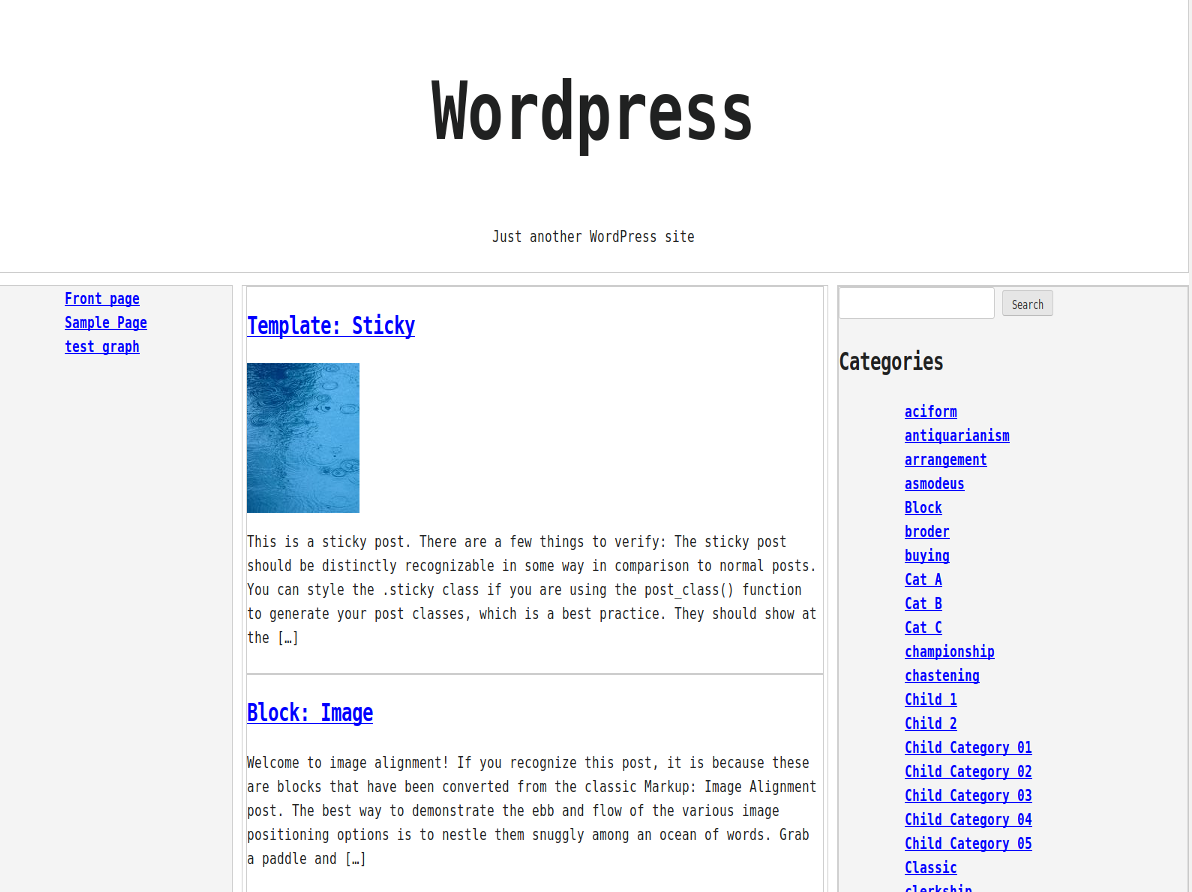 Wordpress
Just another WordPress site
Front page
Sample Page
test graph
Template: Sticky
This is a sticky post. There are a few things to verify: The sticky post
should be distinctly recognizable in some way in comparison to normal posts.
You can style the .sticky class if you are using the post_class() function
to generate your post classes, which is a best practice. They should show at
the […]
Block: Image
Welcome to image alignment! If you recognize this post, it is because these
are blocks that have been converted from the classic Markup: Image Alignment
post. The best way to demonstrate the ebb and flow of the various image
positioning options is to nestle them snuggly among an ocean of words. Grab
a paddle and […]
Search
Categories
aciform
antiquarianism
arrangement
asmodeus
Block
broder
buying
Cat A
Cat B
Cat C
championship
chastening
Child 1
Child 2
Child Category 01
Child Category 02
Child Category 03
Child Category 04
Child Category 05
Classic
clerkship